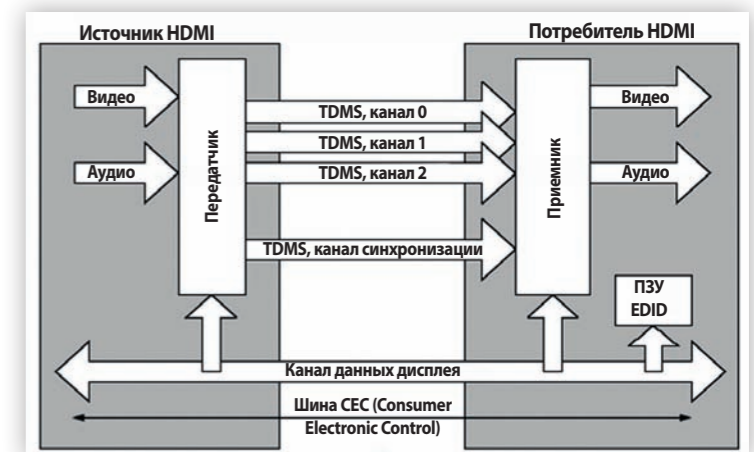 Источник HDMI
Потребитель HDMI
Видео
TDMS, канал 0
Видео
TDMS, канал 1
Аудио
TDMS, канал 2
Аудио
Передатчик
Приемник
TDMS, канал синхронизации
ПЗУ
EDID
Канал данных дисплея
Шина CEC (Consumer
Electronic Control)